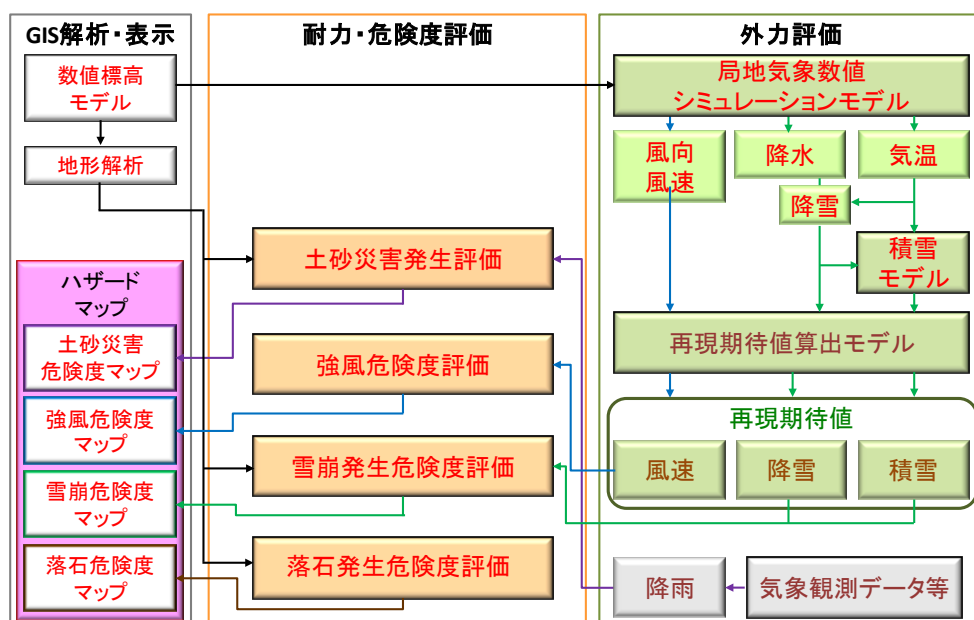 GIS解析・表示
数値標高
モデル
地形解析
ハザード
マップ
土砂災害
危険度マップ
強風危険度
マップ
雪崩危険度
マップ
落石危険度
マップ
耐力・危険度評価
土砂災害発生評価
強風危険度評価
雪崩発生危険度評価
落石発生危険度評価
外力評価
局地気象数値
シミュレーションモデル
風向
風速
降水
気温
降雪
積雪
モデル
再現期待値算出モデル
再現期待値
風速
降雪
積雪
降雨
気象観測データ等